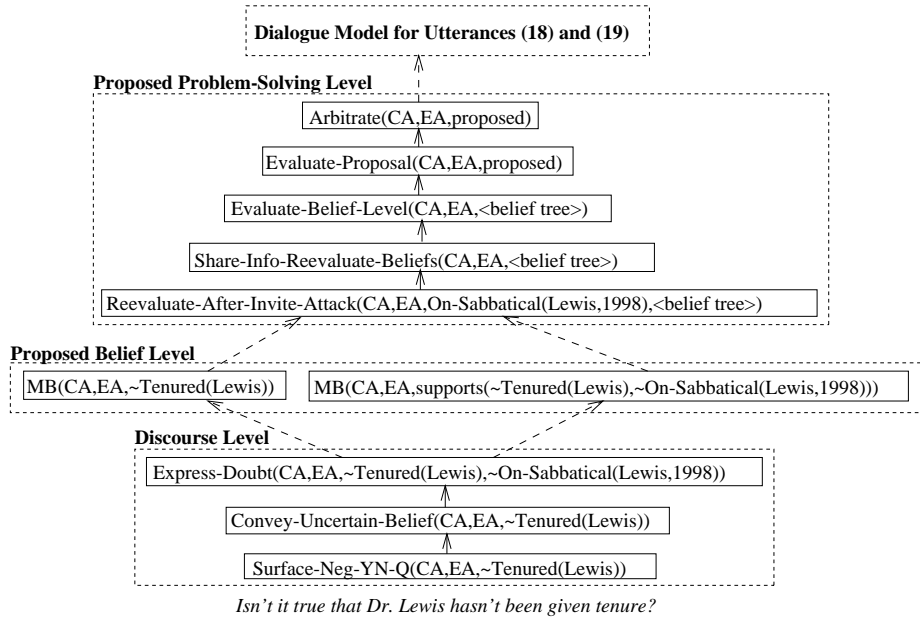 Dialogue Model for Utterances (18) and (19)
Proposed Problem-Solving Level
Arbitrate(CA,EA,proposed)
Evaluate-Proposal(CA,EA,proposed)
Evaluate-Belief-Level(CA,EA,<belief tree>)
Share-Info-Reevaluate-Beliefs(CA,EA,<belief tree>)
Reevaluate-After-Invite-Attack(CA,EA,On-Sabbatical(Lewis,1998),<belief tree>)
Proposed Belief Level
MB(CA,EA,~Tenured(Lewis)) MB(CA,EA,supports(~Tenured(Lewis),~On-Sabbatical(Lewis,1998)))
Discourse Level
Express-Doubt(CA,EA,~Tenured(Lewis),~On-Sabbatical(Lewis,1998))
Convey-Uncertain-Belief(CA,EA,~Tenured(Lewis))
Surface-Neg-YN-Q(CA,EA,~Tenured(Lewis))
Isn't it true that Dr. Lewis hasn't been given tenure?